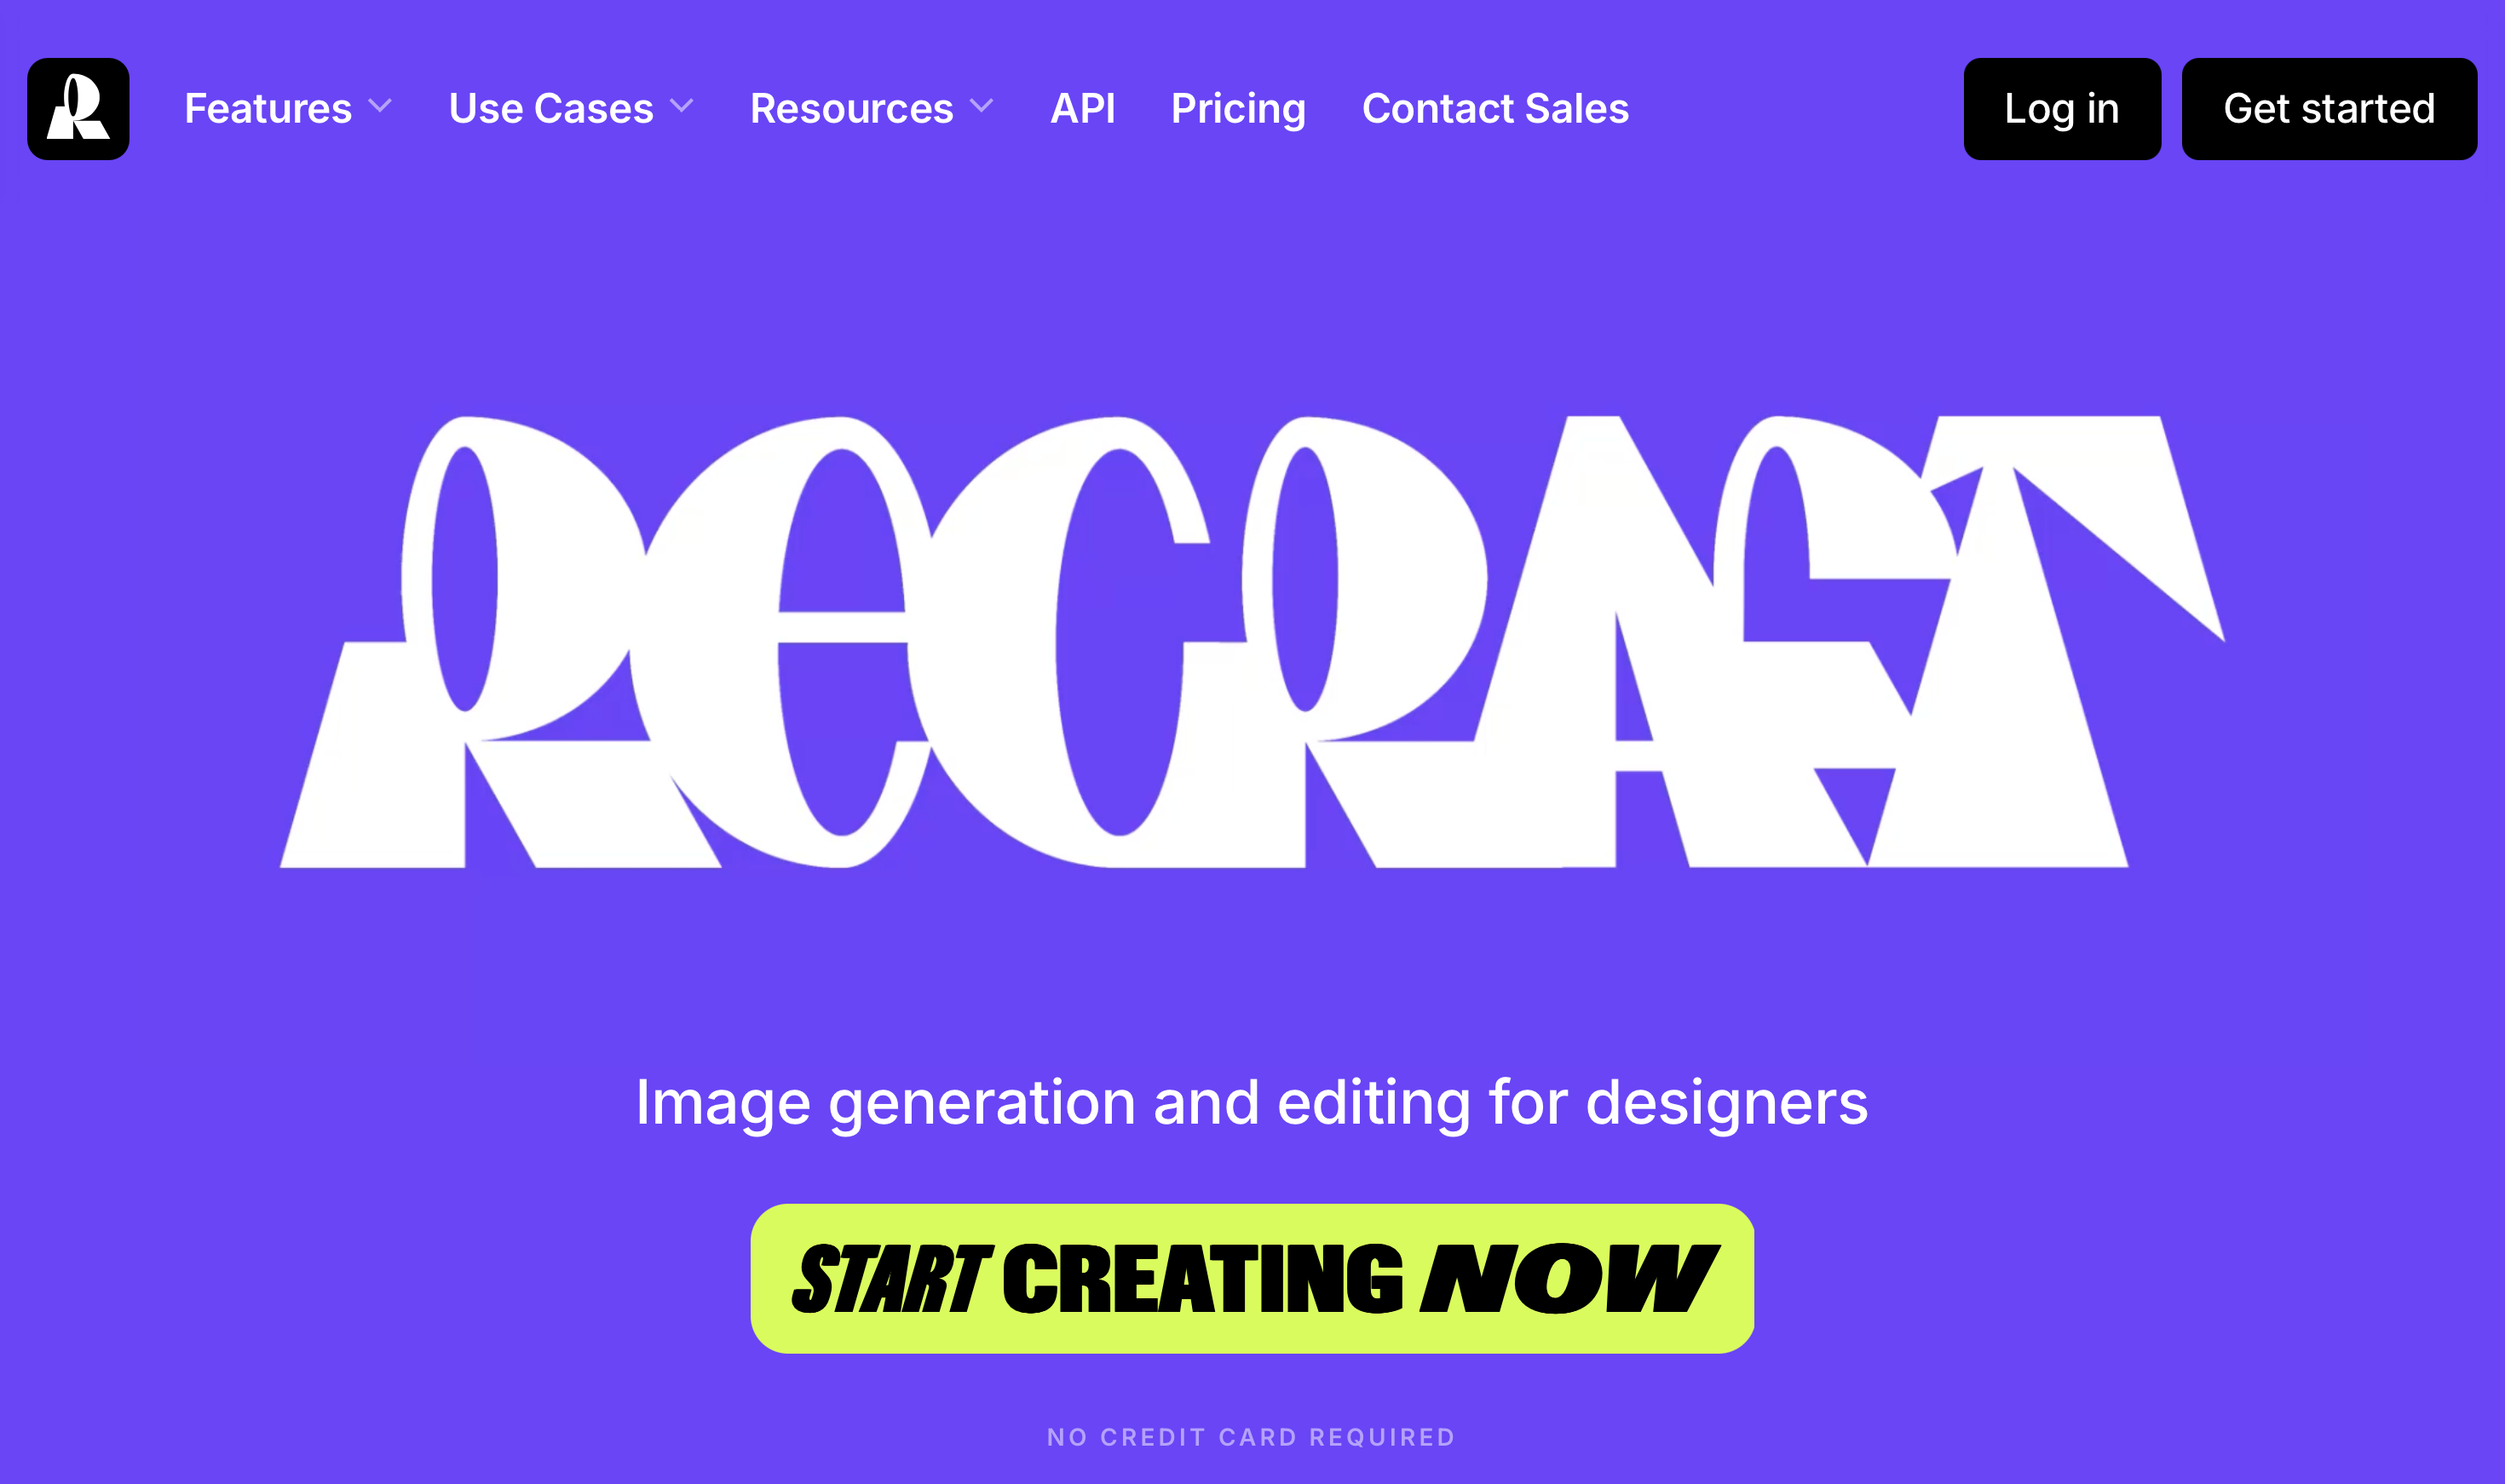 R Features Use Cases Resources API Pricing Contact Sales Log in Get started
ReCRAFT
Image generation and editing for designers
START CREATING NOW
NO CREDIT CARD REQUIRED